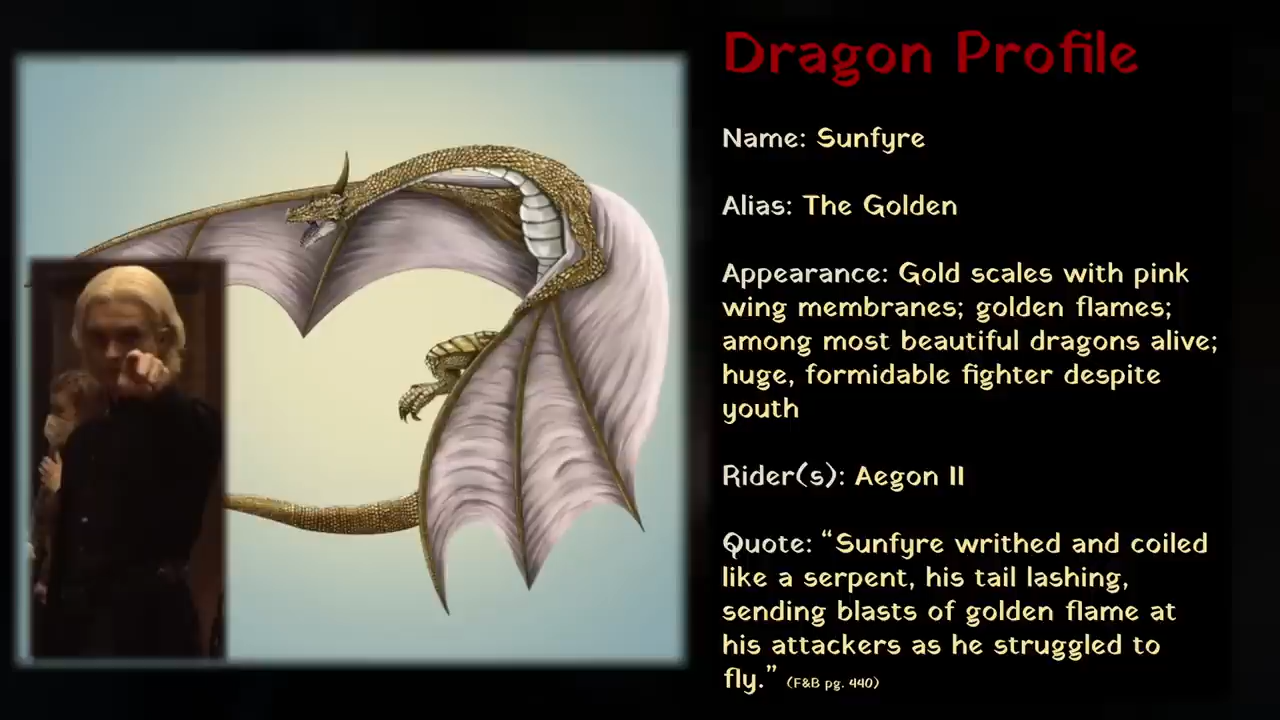 Dragon Profile
Name: Sunfyre
Alias: The Golden
Appearance: Gold scales with pink
wing membranes; golden flames;
among most beautiful dragons alive;
huge, formidable fighter despite
youth
Rider(s): Aegon II
Quote: “Sunfyre writhed and coiled
like a serpent, his tail lashing,
sending blasts of golden flame at
his attackers as he struggled to
fly.” (F&B pg. 440)